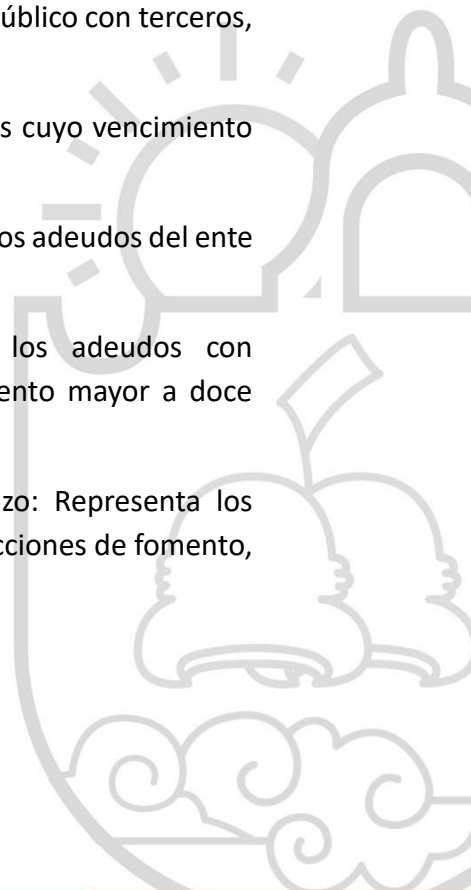 úblico con terceros,
s cuyo vencimiento
os adeudos del ente
los adeudos con
ento mayor a doce
zo: Representa los
cciones de fomento,